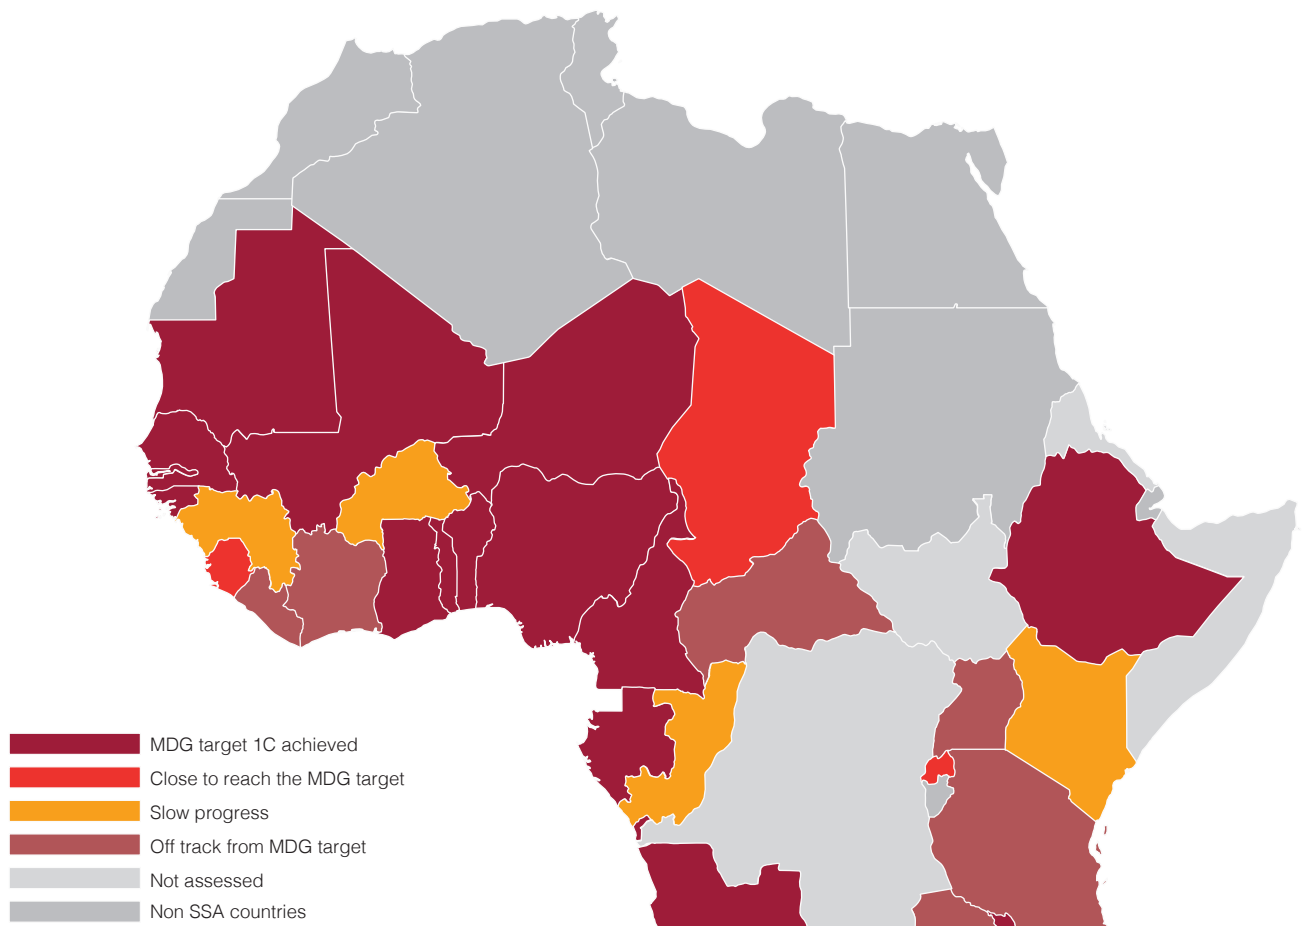 MDG target 1C achieved
Close to reach the MDG target
Slow progress
Off track from MDG target
Not assessed
Non SSA countries